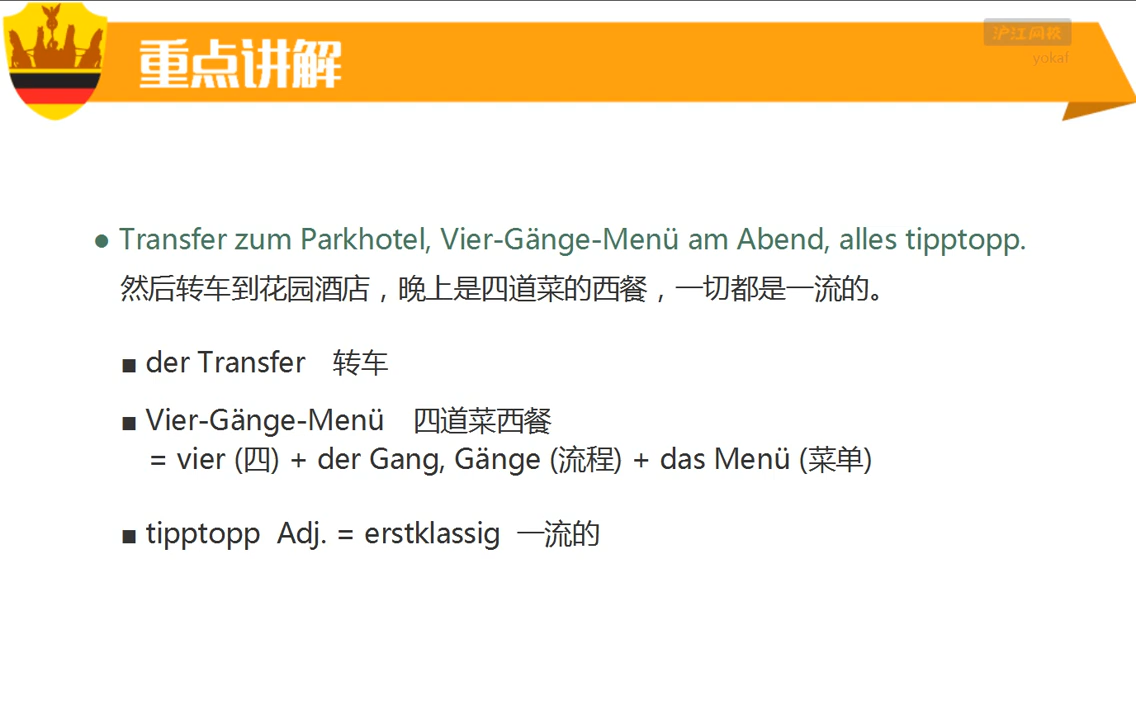 重点讲解
沪江网校
yokaf
• Transfer zum Parkhotel, Vier-Gänge-Menü am Abend, alles tipptopp.
然后转车到花园酒店，晚上是四道菜的西餐，一切都是一流的。
▪ der Transfer 转车
▪ Vier-Gänge-Menü 四道菜西餐
= vier (四) + der Gang, Gänge (流程) + das Menü (菜单)
▪ tipptopp Adj. = erstklassig 一流的